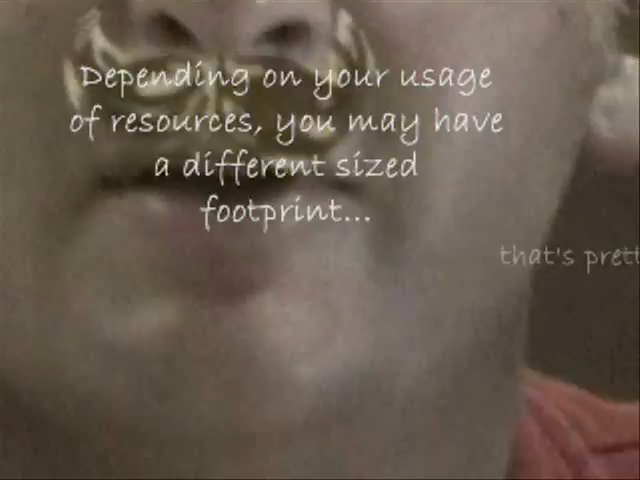 Depending on your usage
of resources, you may have
a different sized
footprint...
that's prett